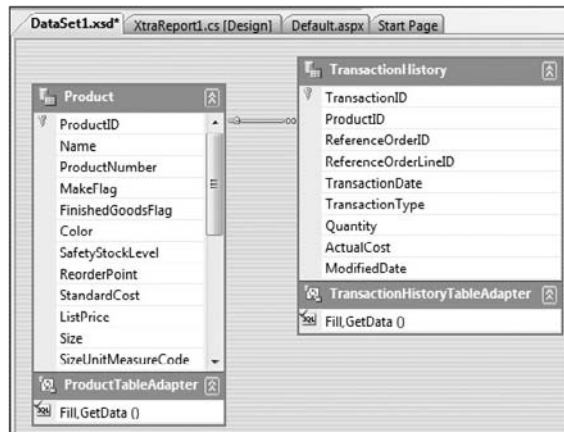 DataSet1.xsd* XtraReport1.cs [Design] Default.aspx Start Page
Product
ProductID
Name
ProductNumber
MakeFlag
FinishedGoodsFlag
Color
SafetyStockLevel
ReorderPoint
StandardCost
ListPrice
Size
SizeUnitMeasureCode
ProductTableAdapter
SQL Fill,GetData ()
TransactionHistory
TransactionID
ProductID
ReferenceOrderID
ReferenceOrderLineID
TransactionDate
TransactionType
Quantity
ActualCost
ModifiedDate
TransactionHistoryTableAdapter
SQL Fill,GetData ()